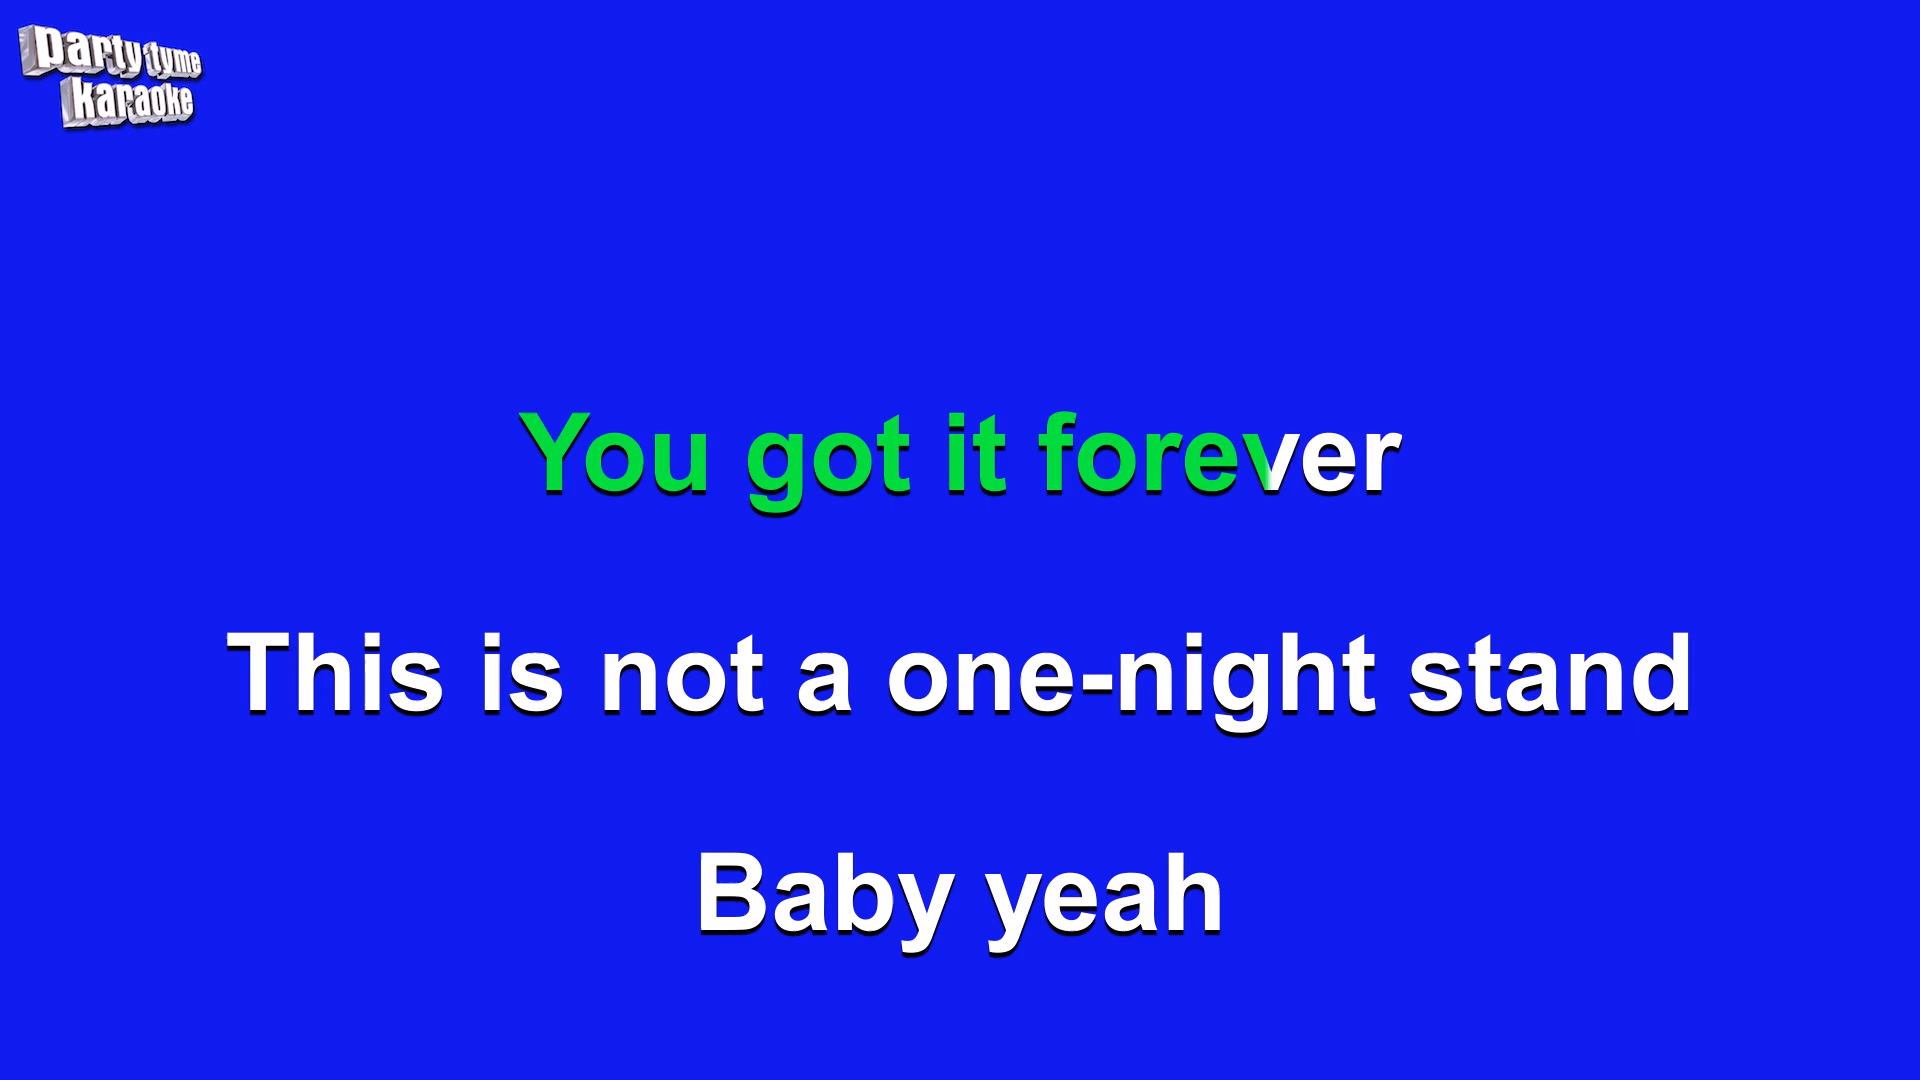 party tyme
karaoke
You got it forever
This is not a one-night stand
Baby yeah